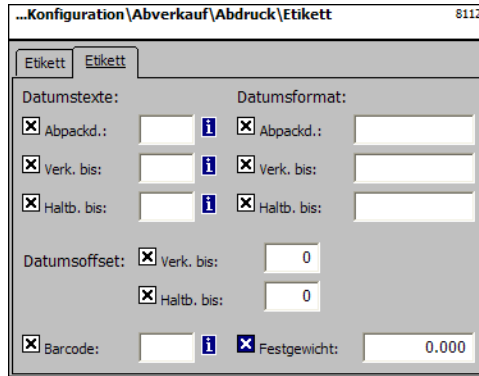 ...Konfiguration\Abverkauf\Abdruck\Etikett 8112
Etikett Etikett
Datumstexte: Datumsformat:
Abpackd.: i Abpackd.:
Verk. bis: i Verk. bis:
Haltb. bis: i Haltb. bis:
Datumsoffset: Verk. bis: 0
Haltb. bis: 0
Barcode: i Festgewicht: 0.000